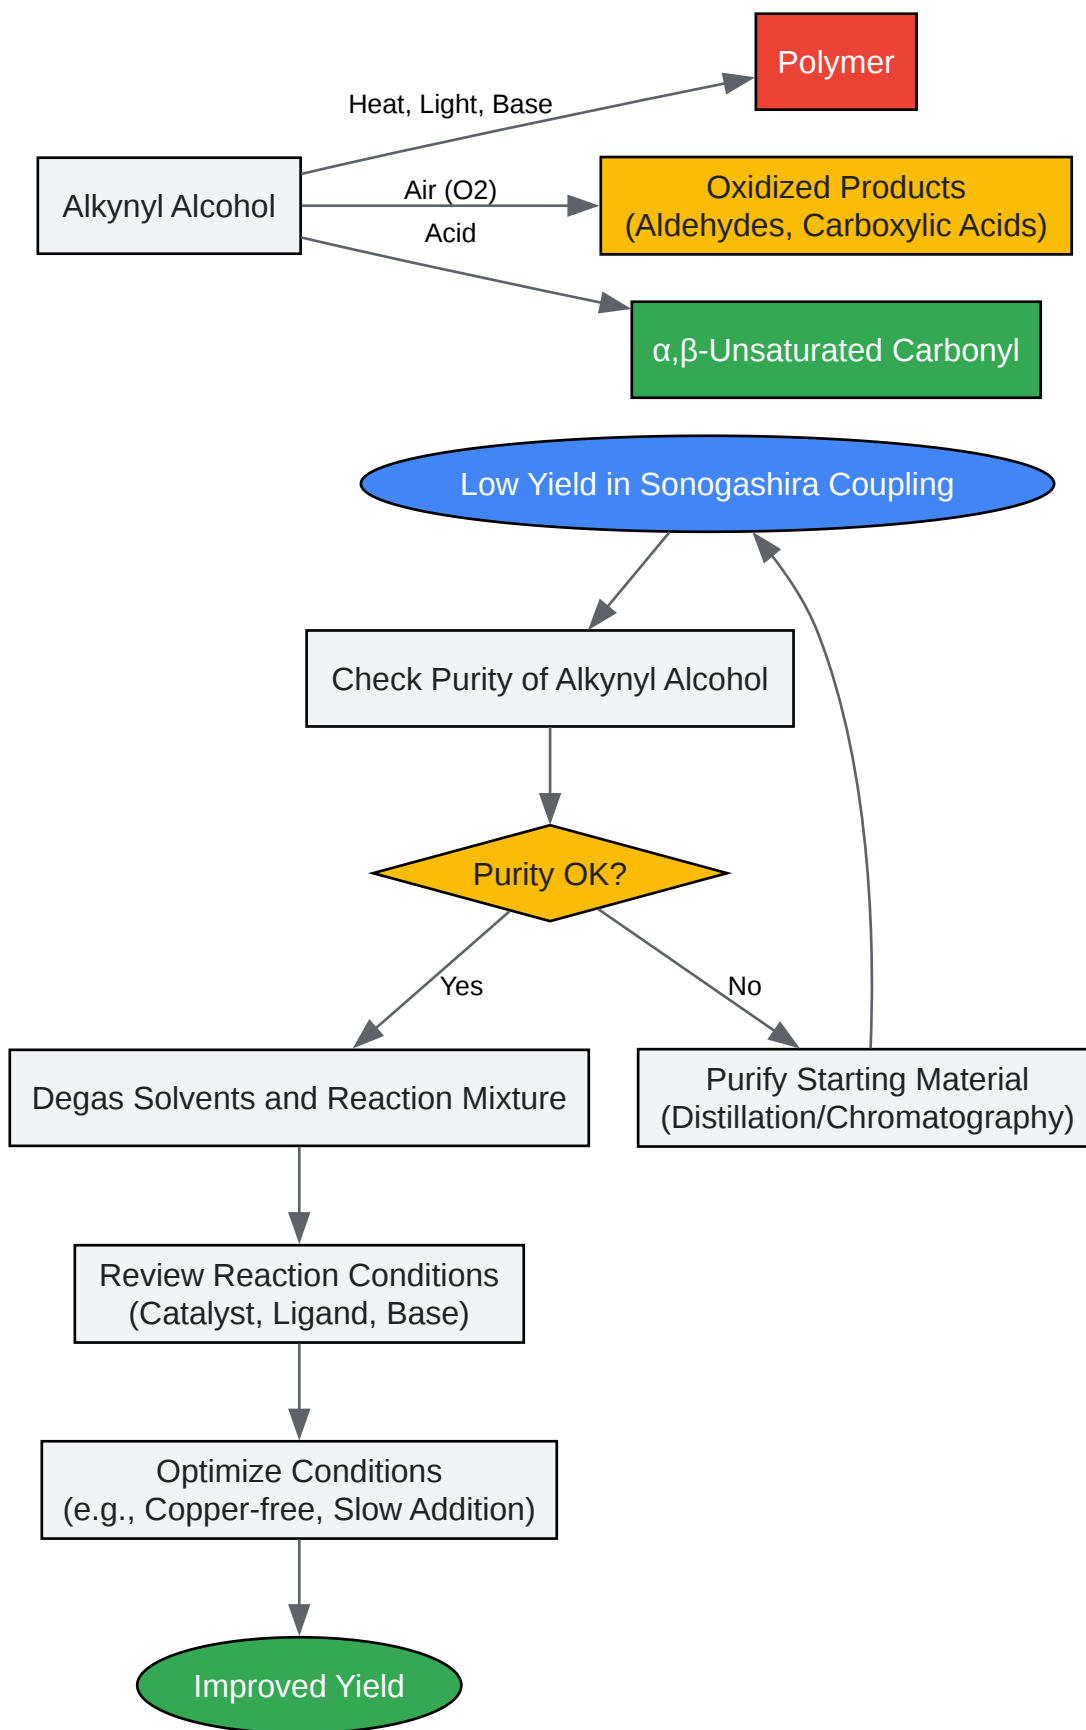 Polymer
Heat, Light, Base
Alkynyl Alcohol
Air (O2)
Oxidized Products
(Aldehydes, Carboxylic Acids)
Acid
α,β-Unsaturated Carbonyl
Low Yield in Sonogashira Coupling
Check Purity of Alkynyl Alcohol
Purity OK?
Yes
No
Degas Solvents and Reaction Mixture
Purify Starting Material
(Distillation/Chromatography)
Review Reaction Conditions
(Catalyst, Ligand, Base)
Optimize Conditions
(e.g., Copper-free, Slow Addition)
Improved Yield